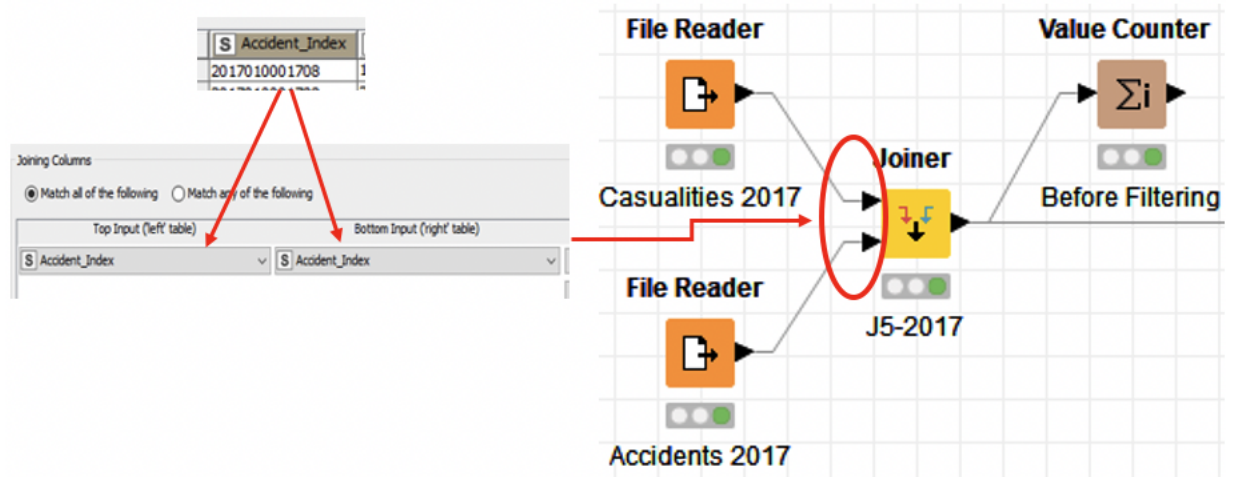 S Accident_Index
2017010001708
Joining Columns
Match all of the following Match any of the following
Top Input ('left' table) Bottom Input ('right' table)
S Accident_Index S Accident_Index
File Reader
Casualities 2017
File Reader
Accidents 2017
Joiner
J5-2017
Value Counter
Σi
Before Filtering